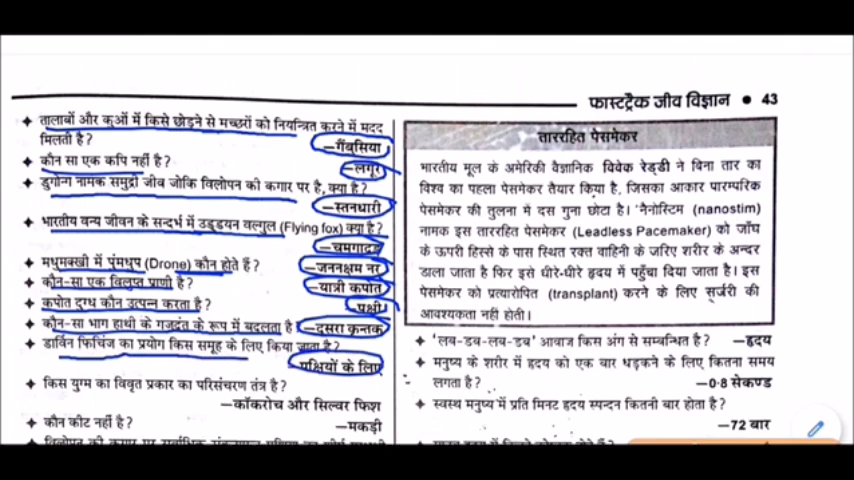 फास्टट्रैक जीव विज्ञान ● 43
✦ तालाबों और कुओं में किसे छोड़ने से मच्छरों को नियन्त्रित करने में मदद
मिलती है?
—गैंबुसिया
✦ कौन सा एक कपि नहीं है?
—लंगूर
✦ डुगोन्ग नामक समुद्री जीव जोकि विलोपन की कगार पर है, क्या है?
—स्तनधारी
✦ भारतीय वन्य जीवन के सन्दर्भ में उड्डयन वल्गुल (Flying fox) क्या है?
—चमगादड़
✦ मधुमक्खी में पुंमधुप (Drone) कौन होते हैं?
—जननक्षम नर
✦ कौन-सा एक विलुप्त प्राणी है?
—यात्री कपोत
✦ कपोत दुग्ध कौन उत्पन्न करता है?
—पक्षी
✦ कौन-सा भाग हाथी के गजदंत के रूप में बदलता है
—दूसरा कृन्तक
✦ डार्विन फिंचिज का प्रयोग किस समूह के लिए किया जाता है?
पक्षियों के लिए
✦ किस युग्म का विवृत प्रकार का परिसंचरण तंत्र है?
—कॉकरोच और सिल्वर फिश
✦ कौन कीट नहीं है?
—मकड़ी
ताररहित पेसमेकर
भारतीय मूल के अमेरिकी वैज्ञानिक विवेक रेड्डी ने बिना तार का
विश्व का पहला पेसमेकर तैयार किया है, जिसका आकार पारम्परिक
पेसमेकर की तुलना में दस गुना छोटा है। 'नैनोस्टिम (nanostim)
नामक इस ताररहित पेसमेकर (Leadless Pacemaker) को जाँघ
के ऊपरी हिस्से के पास स्थित रक्त वाहिनी के जरिए शरीर के अन्दर
डाला जाता है फिर इसे धीरे-धीरे हृदय में पहुँचा दिया जाता है। इस
पेसमेकर को प्रत्यारोपित (transplant) करने के लिए सर्जरी की
आवश्यकता नहीं होती।
✦ 'लब-डब-लब-डब' आवाज किस अंग से सम्बन्धित है? —हृदय
✦ मनुष्य के शरीर में हृदय को एक बार धड़कने के लिए कितना समय
लगता है? —0·8 सेकण्ड
✦ स्वस्थ मनुष्य में प्रति मिनट हृदय स्पन्दन कितनी बार होता है?
—72 बार